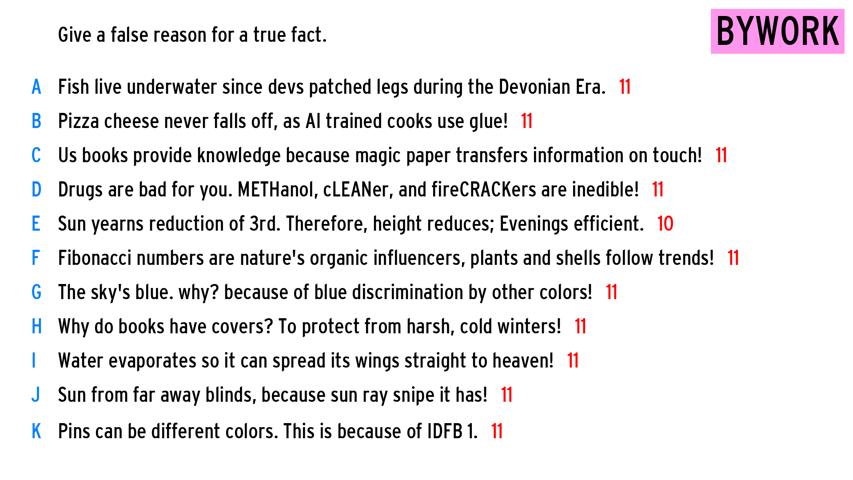 Give a false reason for a true fact.
BYWORK
A Fish live underwater since devs patched legs during the Devonian Era. 11
B Pizza cheese never falls off, as AI trained cooks use glue! 11
C Us books provide knowledge because magic paper transfers information on touch! 11
D Drugs are bad for you. METHanol, cLEANer, and fireCRACKers are inedible! 11
E Sun yearns reduction of 3rd. Therefore, height reduces; Evenings efficient. 10
F Fibonacci numbers are nature's organic influencers, plants and shells follow trends! 11
G The sky's blue. why? because of blue discrimination by other colors! 11
H Why do books have covers? To protect from harsh, cold winters! 11
I Water evaporates so it can spread its wings straight to heaven! 11
J Sun from far away blinds, because sun ray snipe it has! 11
K Pins can be different colors. This is because of IDFB 1. 11